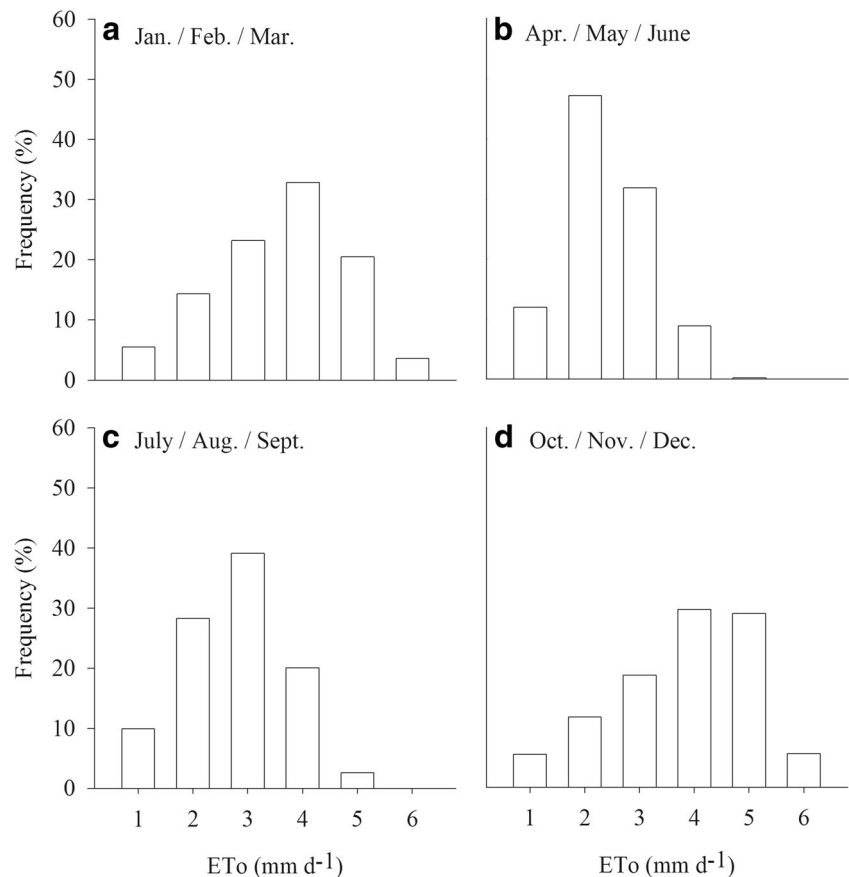 a Jan. / Feb. / Mar.
b Apr. / May / June
60
50
40
30
20
10
0
Frequency (%)
c July / Aug. / Sept.
d Oct. / Nov. / Dec.
60
50
40
30
20
10
0
Frequency (%)
1 2 3 4 5 6
1 2 3 4 5 6
ETo (mm d-1)
ETo (mm d-1)